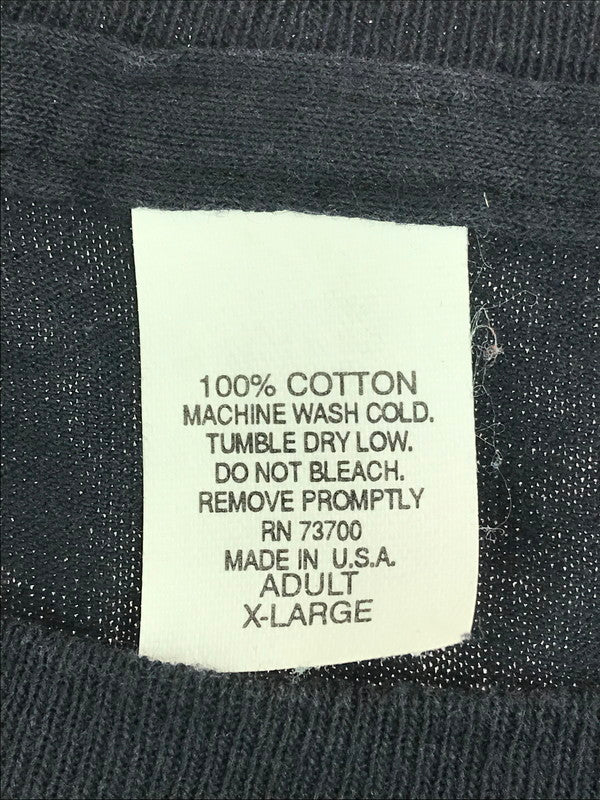 100% COTTON
MACHINE WASH COLD.
TUMBLE DRY LOW.
DO NOT BLEACH.
REMOVE PROMPTLY
RN 73700
MADE IN U.S.A.
ADULT
X-LARGE